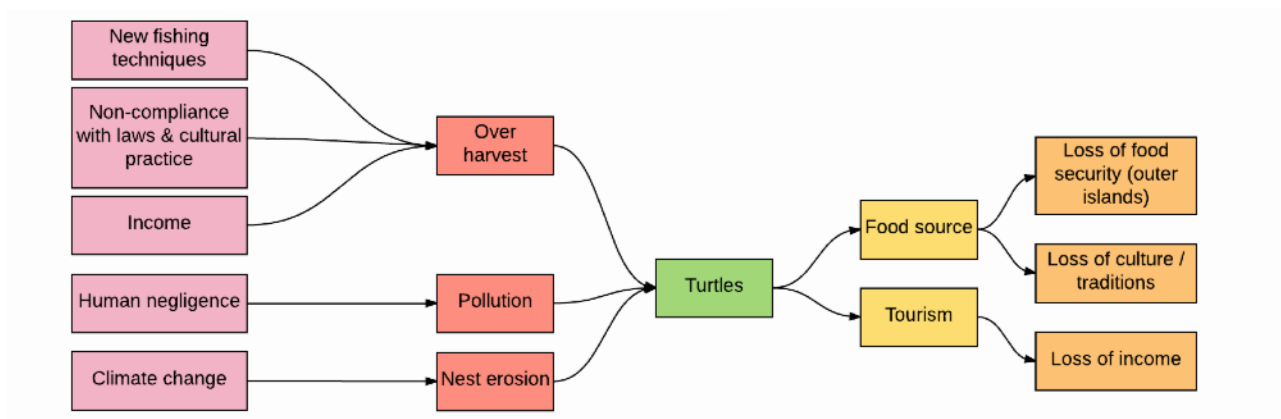 New fishing
techniques
Non-compliance
with laws & cultural
practice
Income
Human negligence
Climate change
Over
harvest
Pollution
Nest erosion
Turtles
Food source
Tourism
Loss of food
security (outer
islands)
Loss of culture /
traditions
Loss of income